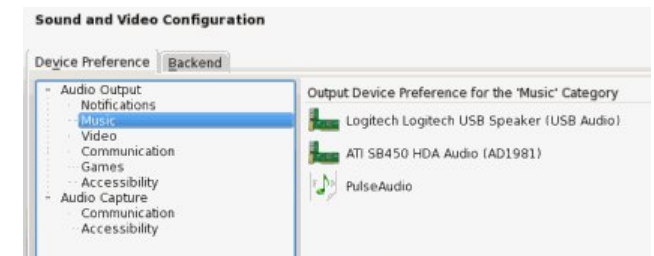 Sound and Video Configuration
Device Preference
Backend
Audio Output
Notifications
Music
Video
Communication
Games
Accessibility
Audio Capture
Communication
Accessibility
Output Device Preference for the 'Music' Category
Logitech Logitech USB Speaker (USB Audio)
ATI SB450 HDA Audio (AD1981)
PulseAudio